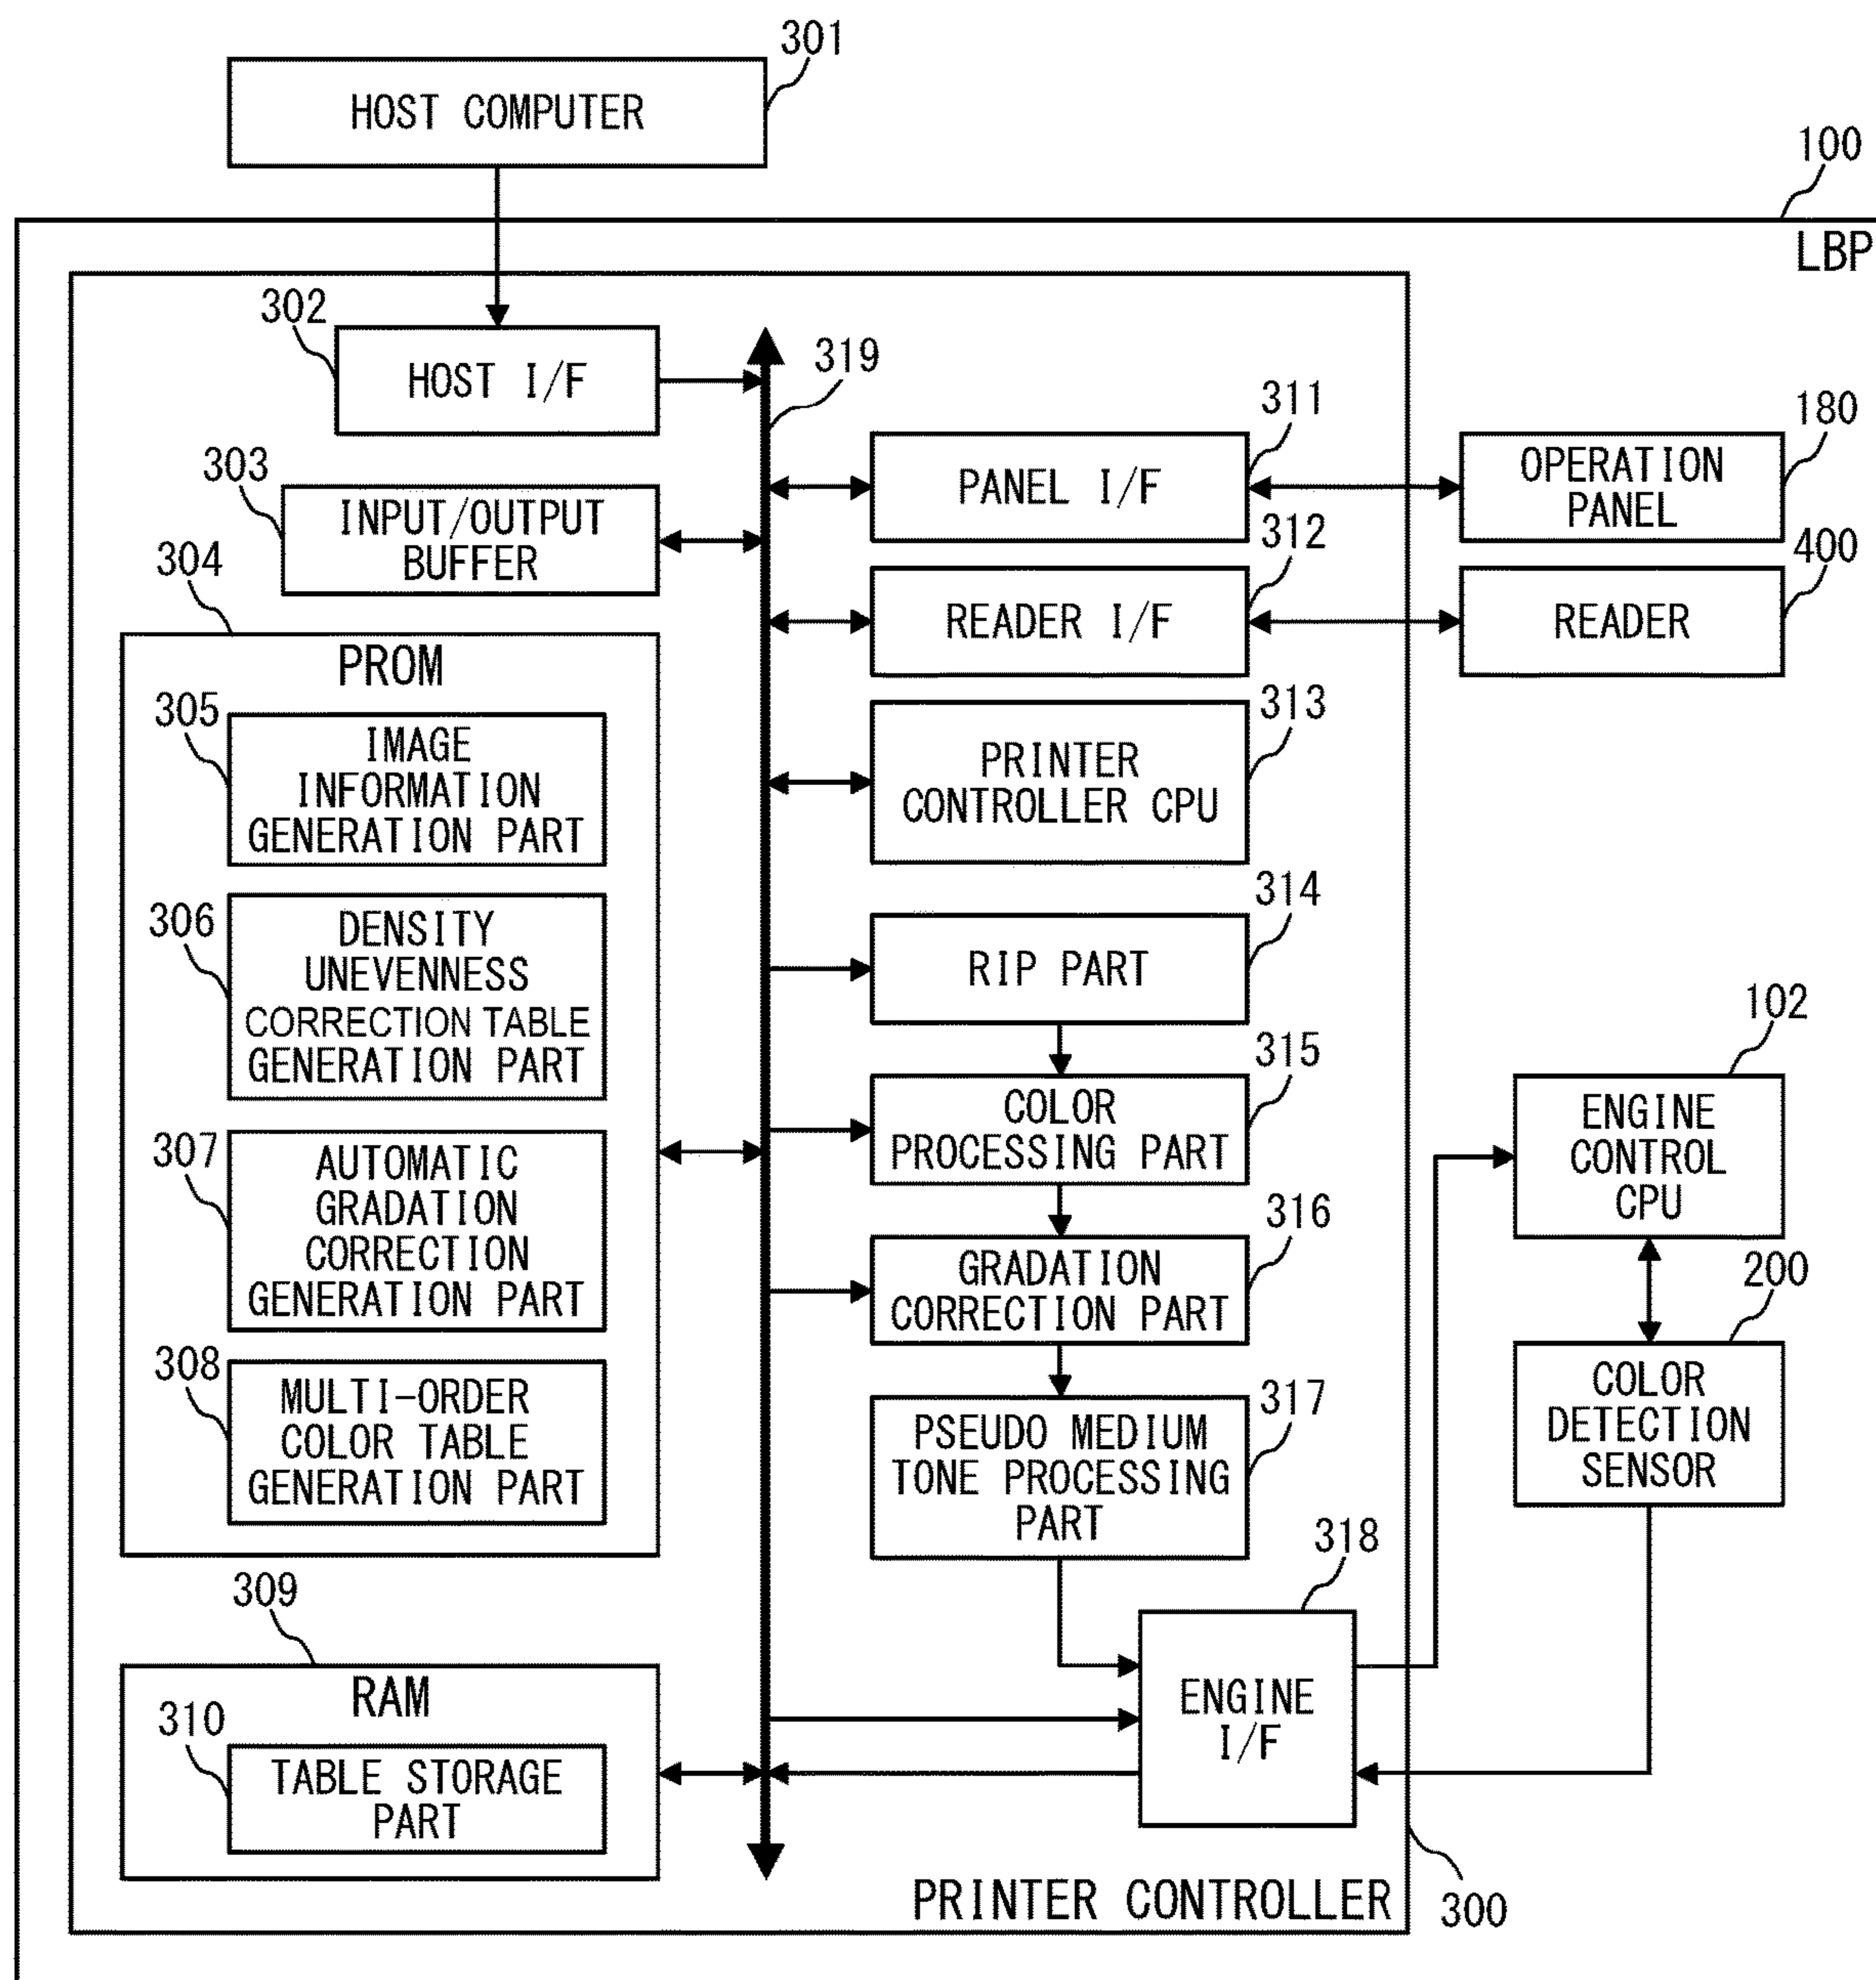 301
HOST COMPUTER
100
LBP
302
HOST I/F
319
303
INPUT/OUTPUT
BUFFER
311
PANEL I/F
180
OPERATION
PANEL
312
READER I/F
400
READER
304
PROM
305
IMAGE
INFORMATION
GENERATION PART
306
DENSITY
UNEVENNESS
CORRECTION TABLE
GENERATION PART
307
AUTOMATIC
GRADATION
CORRECTION
GENERATION PART
308
MULTI-ORDER
COLOR TABLE
GENERATION PART
313
PRINTER
CONTROLLER CPU
314
RIP PART
315
COLOR
PROCESSING PART
316
GRADATION
CORRECTION PART
317
PSEUDO MEDIUM
TONE PROCESSING
PART
102
ENGINE
CONTROL
CPU
200
COLOR
DETECTION
SENSOR
318
ENGINE
I/F
309
RAM
310
TABLE STORAGE
PART
PRINTER CONTROLLER
300